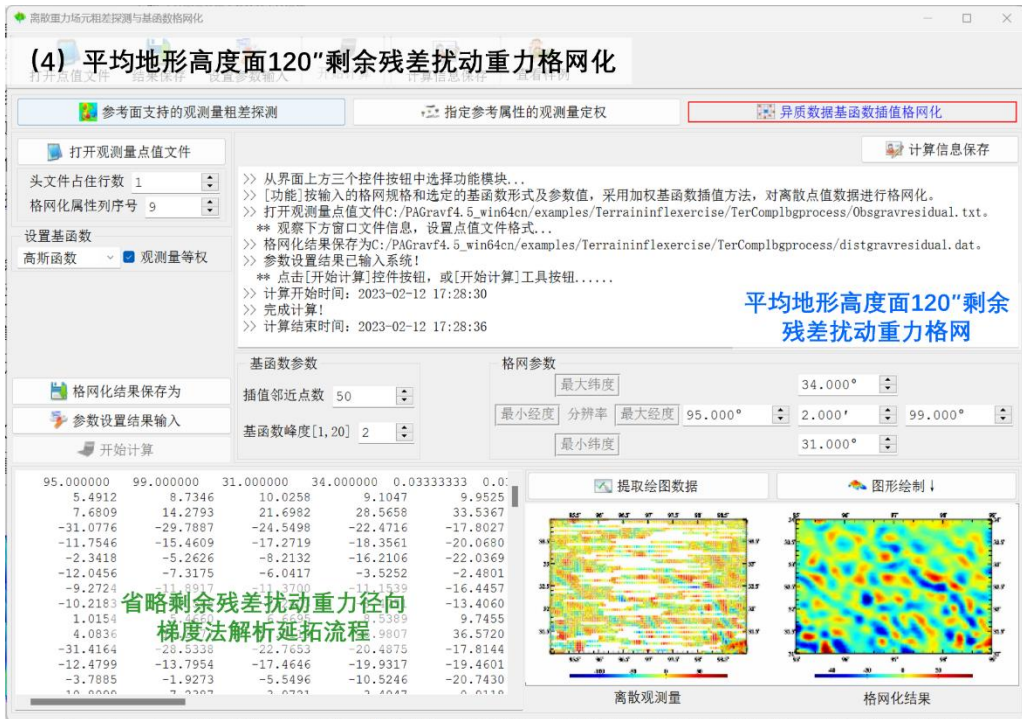 离散重力场元粗差探测与基函数格网化
(4) 平均地形高度面120″剩余残差扰动重力格网化
打开点值文件 结果保存 设置参数输入 计算信息保存 查看样例
参考面支持的观测量粗差探测
指定参考属性的观测量定权
异质数据基函数插值格网化
打开观测量点值文件
计算信息保存
头文件占住行数 1
格网化属性列序号 9
设置基函数
高斯函数 观测量等权
>> 从界面上方三个控件按钮中选择功能模块...
>> [功能]按输入的格网规格和选定的基函数形式及参数值，采用加权基函数插值方法，对离散点值数据进行格网化。
>> 打开观测量点值文件C:/PAGravf4.5_win64cn/examples/Terraininflexercise/TerComplbgprocess/Obsgravresidual.txt。
** 观察下方窗口文件信息，设置点值文件格式...
>> 格网化结果保存为C:/PAGravf4.5_win64cn/examples/Terraininflexercise/TerComplbgprocess/distgravresidual.dat。
>> 参数设置结果已输入系统！
** 点击[开始计算]控件按钮，或[开始计算]工具按钮......
>> 计算开始时间：2023-02-12 17:28:30
>> 完成计算！
>> 计算结束时间：2023-02-12 17:28:36
平均地形高度面120″剩余
残差扰动重力格网
格网化结果保存为
参数设置结果输入
开始计算
基函数参数
插值邻近点数 50
基函数峰度[1,20] 2
格网参数
最大纬度 34.000°
最小经度 分辨率 最大经度 95.000° 2.000′ 99.000°
最小纬度 31.000°
95.000000 99.000000 31.000000 34.000000 0.03333333
5.4912 8.7346 10.0258 9.1047 9.9525
7.6809 14.2793 21.6982 28.5658 33.5367
-31.0776 -29.7887 -24.5498 -22.4716 -17.8027
-11.7546 -15.4609 -17.2719 -18.3561 -20.0680
-2.3418 -5.2626 -8.2132 -16.2106 -22.0369
-12.0456 -7.3175 -6.0417 -3.5252 -2.4801
-9.2724 -16.4457
-10.2183 -13.4060
1.0154 9.7455
4.0836 36.5720
-31.4164 -28.5338 -22.7653 -20.4875 -17.8144
-12.4799 -13.7954 -17.4646 -19.9317 -19.4601
-3.7885 -1.9273 -5.5496 -10.5246 -20.7430
省略剩余残差扰动重力径向
梯度法解析延拓流程
提取绘图数据
图形绘制↓
离散观测量
格网化结果